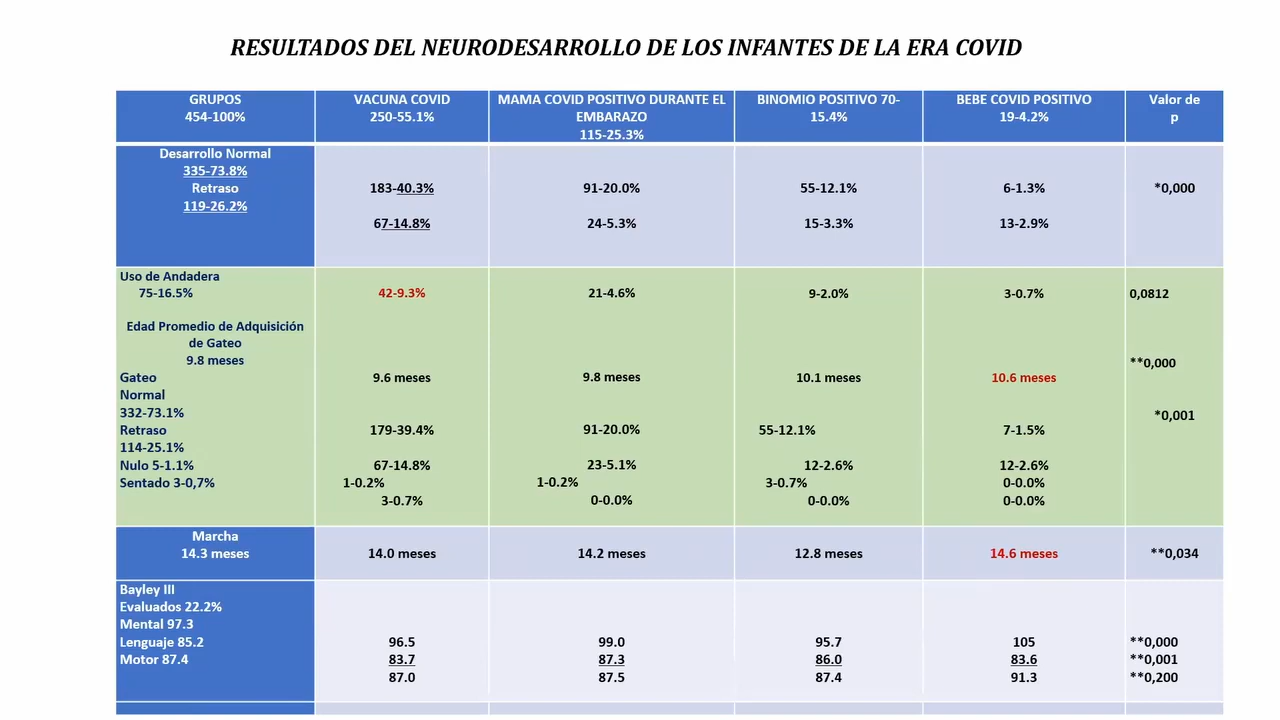 RESULTADOS DEL NEURODESARROLLO DE LOS INFANTES DE LA ERA COVID
GRUPOS
454-100%
VACUNA COVID
250-55.1%
MAMA COVID POSITIVO DURANTE EL
EMBARAZO
115-25.3%
BINOMIO POSITIVO 70-
15.4%
BEBE COVID POSITIVO
19-4.2%
Valor de
p
Desarrollo Normal
335-73.8%
Retraso
119-26.2%
183-40.3%
67-14.8%
91-20.0%
24-5.3%
55-12.1%
15-3.3%
6-1.3%
13-2.9%
*0,000
Uso de Andadera
75-16.5%
Edad Promedio de Adquisición
de Gateo
9.8 meses
Gateo
Normal
332-73.1%
Retraso
114-25.1%
Nulo 5-1.1%
Sentado 3-0,7%
42-9.3%
9.6 meses
179-39.4%
67-14.8%
1-0.2%
3-0.7%
21-4.6%
9.8 meses
91-20.0%
23-5.1%
1-0.2%
0-0.0%
9-2.0%
10.1 meses
55-12.1%
12-2.6%
3-0.7%
0-0.0%
3-0.7%
10.6 meses
7-1.5%
12-2.6%
0-0.0%
0-0.0%
0,0812
**0,000
*0,001
Marcha
14.3 meses
14.0 meses
14.2 meses
12.8 meses
14.6 meses
**0,034
Bayley III
Evaluados 22.2%
Mental 97.3
Lenguaje 85.2
Motor 87.4
96.5
83.7
87.0
99.0
87.3
87.5
95.7
86.0
87.4
105
83.6
91.3
**0,000
**0,001
**0,200